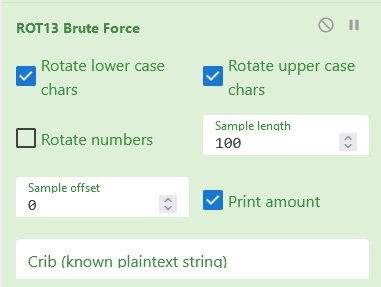 ROT13 Brute Force
Rotate lower case chars
Rotate upper case chars
Rotate numbers
Sample length
100
Sample offset
0
Print amount
Crib (known plaintext string)